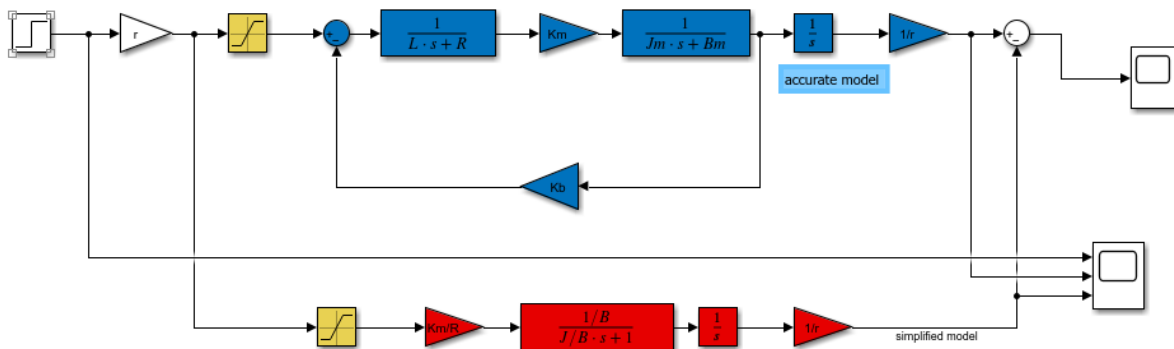 r
+
−
1
L · s + R
Km
1
Jm · s + Bm
1
s
1/r
+
−
accurate model
Kb
Km/R
1/B
J/B · s + 1
1
s
1/r
simplified model